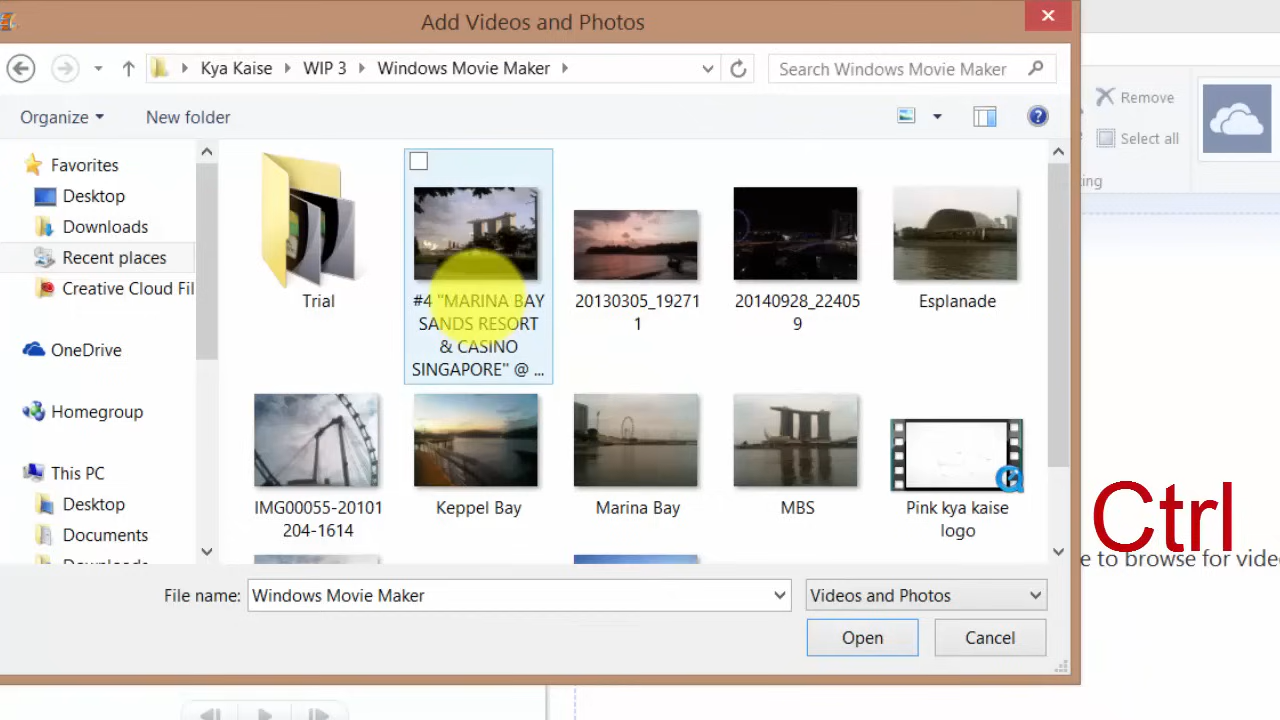 Add Videos and Photos
Kya Kaise WIP 3 Windows Movie Maker
Search Windows Movie Maker
Organize
New folder
Remove
Select all
ing
Favorites
Desktop
Downloads
Recent places
Creative Cloud Fil
OneDrive
Homegroup
This PC
Desktop
Documents
Trial
#4 "MARINA BAY
SANDS RESORT
& CASINO
SINGAPORE" @ ...
20130305_19271
1
20140928_22405
9
Esplanade
IMG00055-20101
204-1614
Keppel Bay
Marina Bay
MBS
Pink kya kaise
logo
Ctrl
e to browse for vide
File name: Windows Movie Maker
Videos and Photos
Open
Cancel